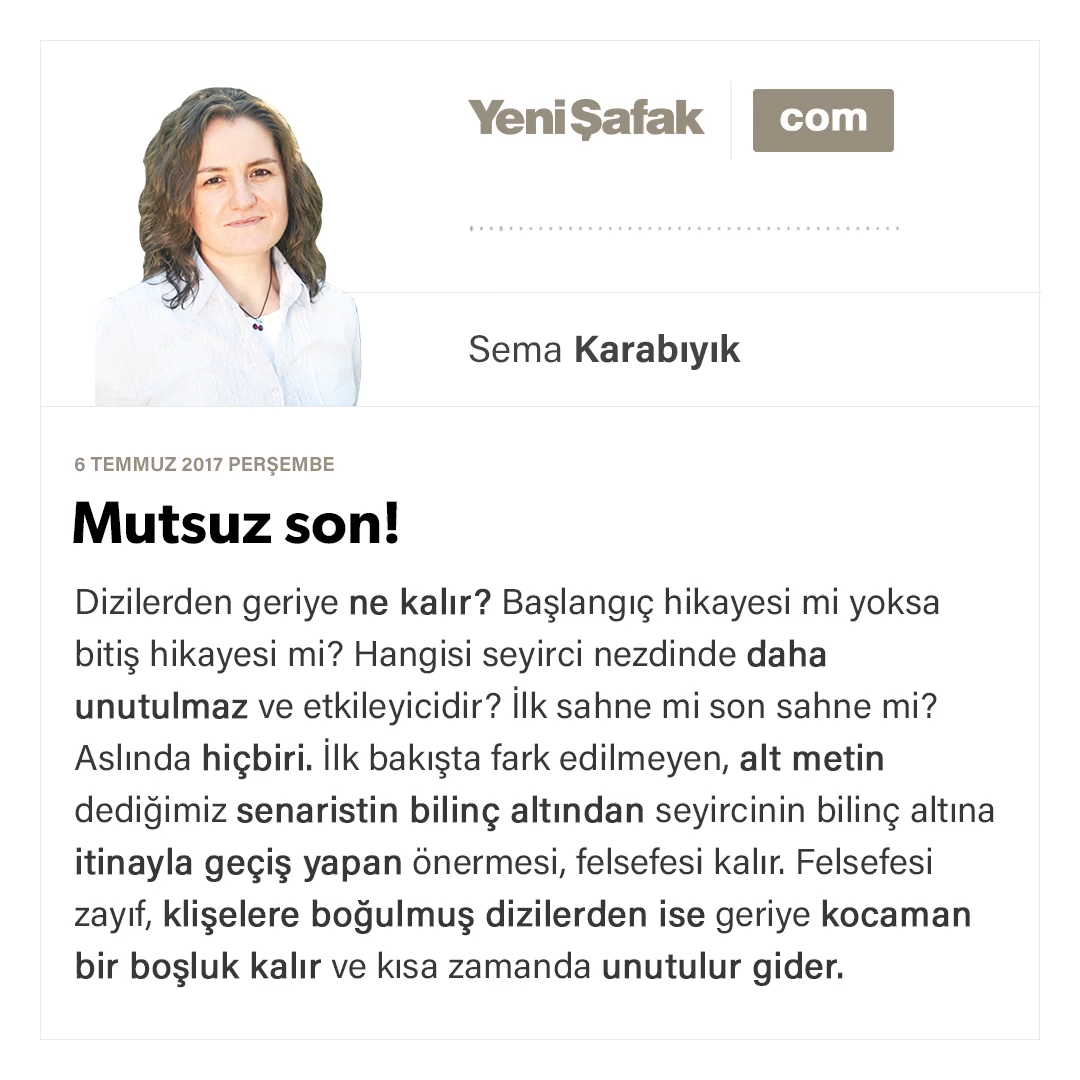 YeniŞafak com
Sema Karabıyık
6 TEMMUZ 2017 PERŞEMBE
Mutsuz son!
Dizilerden geriye ne kalır? Başlangıç hikayesi mi yoksa
bitiş hikayesi mi? Hangisi seyirci nezdinde daha
unutulmaz ve etkileyicidir? İlk sahne mi son sahne mi?
Aslında hiçbiri. İlk bakışta fark edilmeyen, alt metin
dediğimiz senaristin bilinç altından seyircinin bilinç altına
itinayla geçiş yapan önermesi, felsefesi kalır. Felsefesi
zayıf, klişelere boğulmuş dizilerden ise geriye kocaman
bir boşluk kalır ve kısa zamanda unutulur gider.